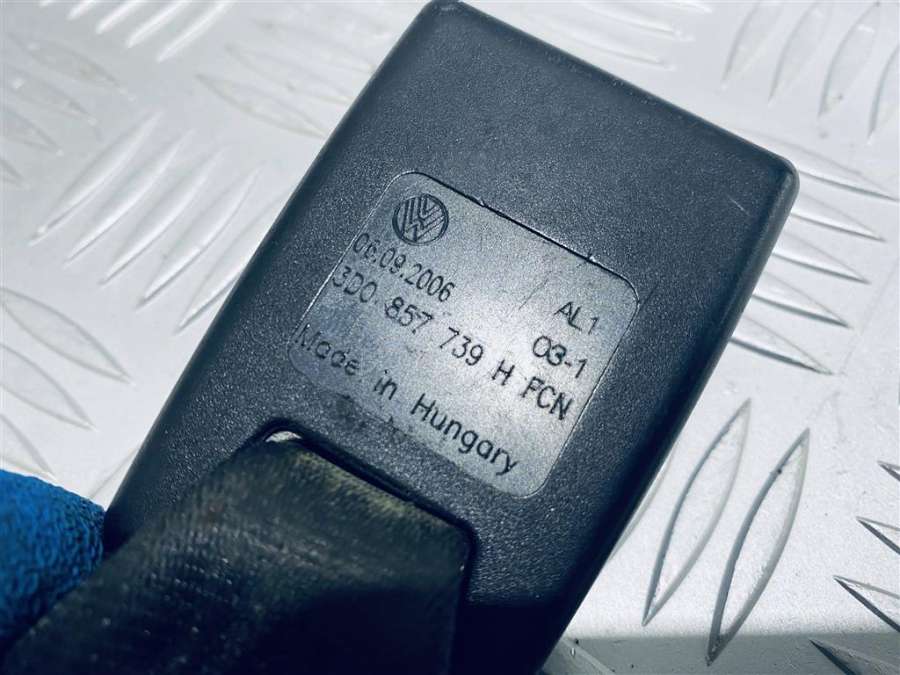 06.09.2006 AL1
3D0 857 739 H FCN 03-1
Made in Hungary